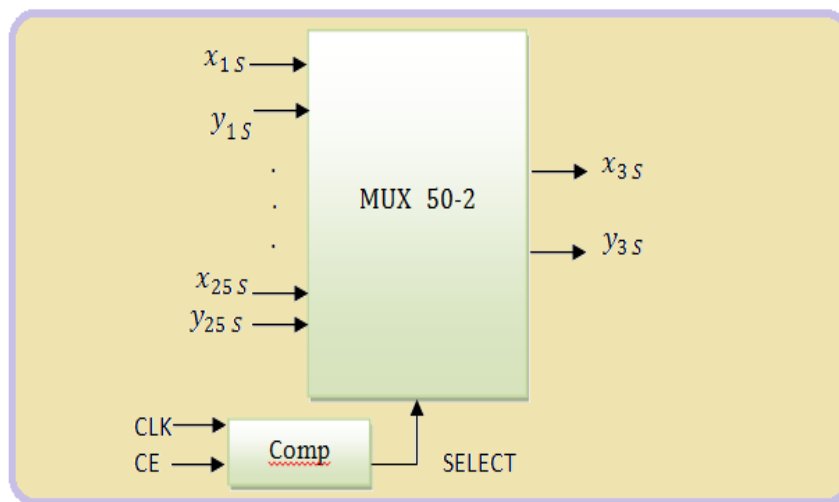 x1 S
y1 S
.
.
.
x25 S
y25 S
MUX 50-2
x3 S
y3 S
CLK
CE
Comp
SELECT